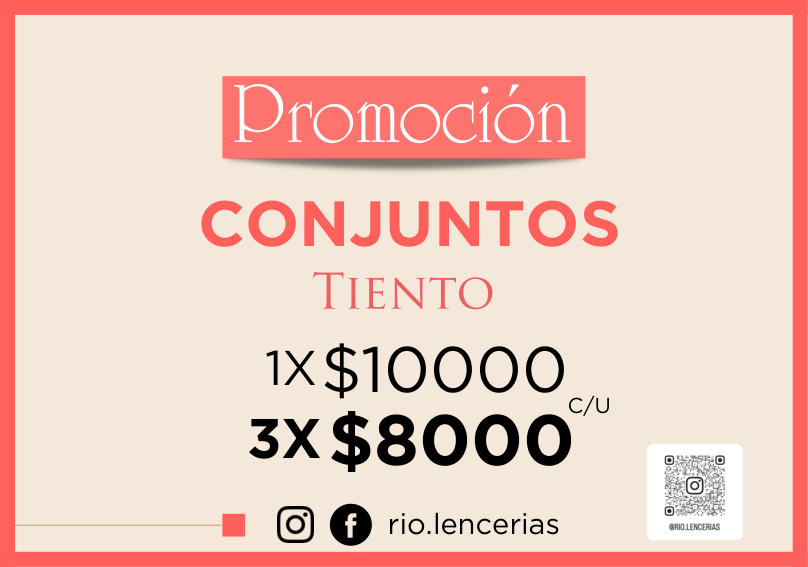 Promoción
CONJUNTOS
TIENTO
1X $10000
3X $8000 C/U
rio.lencerias
@RIO.LENCERIAS